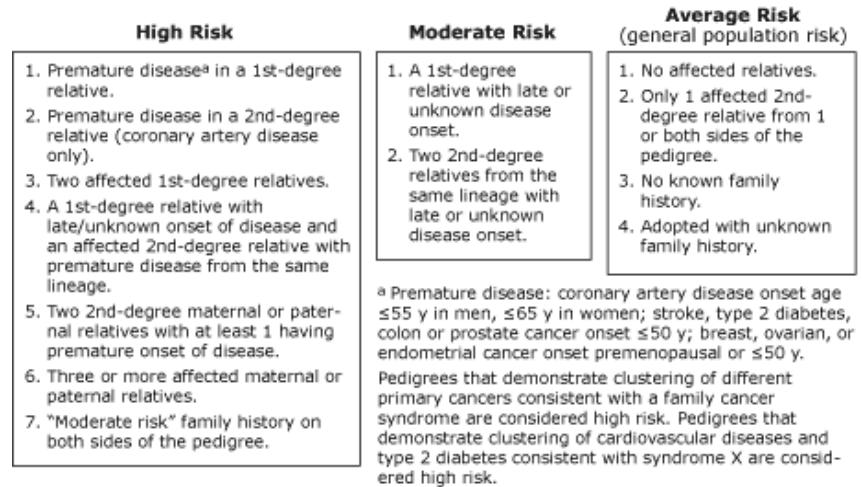 High Risk
1. Premature diseaseᵃ in a 1st-degree
relative.
2. Premature disease in a 2nd-degree
relative (coronary artery disease
only).
3. Two affected 1st-degree relatives.
4. A 1st-degree relative with
late/unknown onset of disease and
an affected 2nd-degree relative with
premature disease from the same
lineage.
5. Two 2nd-degree maternal or pater-
nal relatives with at least 1 having
premature onset of disease.
6. Three or more affected maternal or
paternal relatives.
7. “Moderate risk” family history on
both sides of the pedigree.
Moderate Risk
1. A 1st-degree
relative with late or
unknown disease
onset.
2. Two 2nd-degree
relatives from the
same lineage with
late or unknown
disease onset.
Average Risk
(general population risk)
1. No affected relatives.
2. Only 1 affected 2nd-
degree relative from 1
or both sides of the
pedigree.
3. No known family
history.
4. Adopted with unknown
family history.
ᵃ Premature disease: coronary artery disease onset age
≤55 y in men, ≤65 y in women; stroke, type 2 diabetes,
colon or prostate cancer onset ≤50 y; breast, ovarian, or
endometrial cancer onset premenopausal or ≤50 y.
Pedigrees that demonstrate clustering of different
primary cancers consistent with a family cancer
syndrome are considered high risk. Pedigrees that
demonstrate clustering of cardiovascular diseases and
type 2 diabetes consistent with syndrome X are consid-
ered high risk.